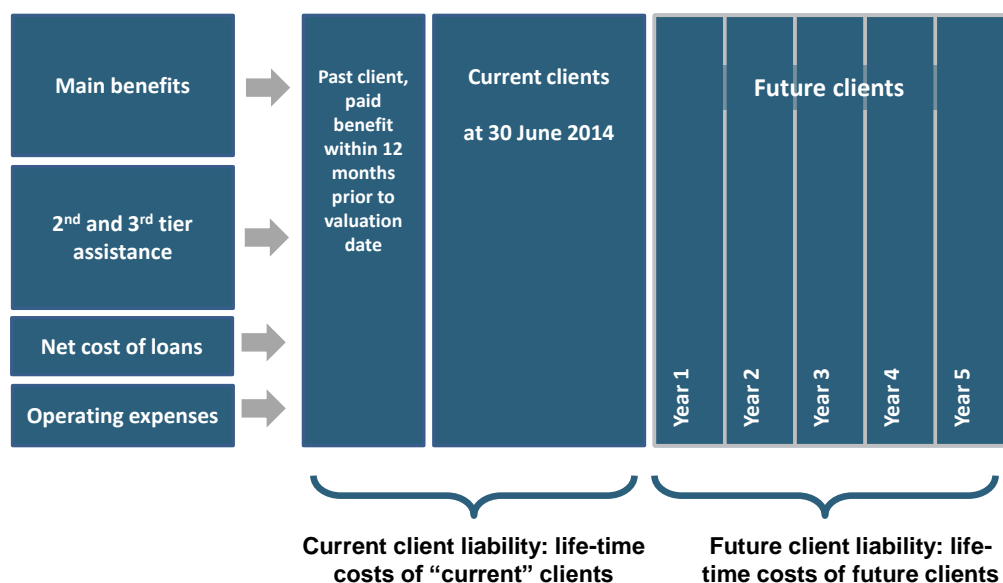 Main benefits
2nd and 3rd tier
assistance
Net cost of loans
Operating expenses
Past client,
paid
benefit
within 12
months
prior to
valuation
date
Current clients
at 30 June 2014
Future clients
Year 1
Year 2
Year 3
Year 4
Year 5
Current client liability: life-time
costs of “current” clients
Future client liability: life-
time costs of future clients